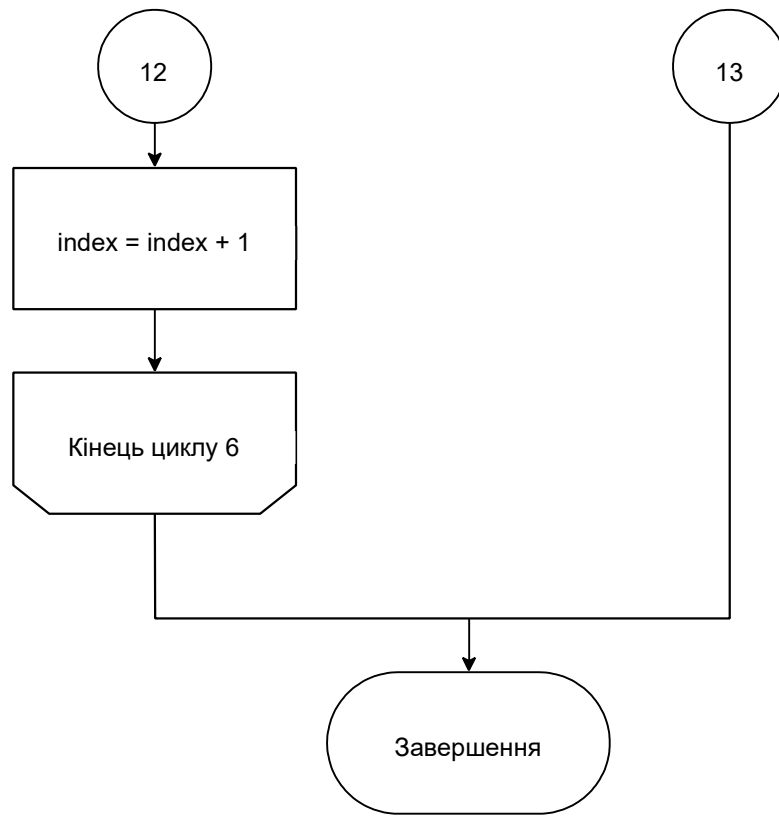 12
13
index = index + 1
Кінець циклу 6
Завершення